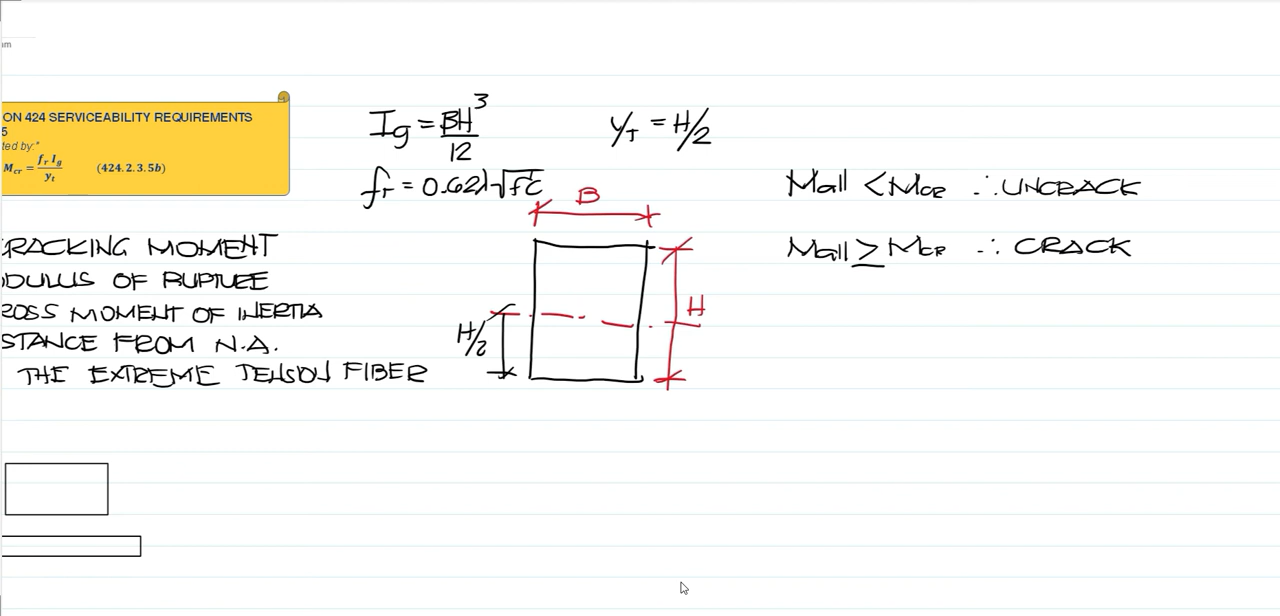 om
ON 424 SERVICEABILITY REQUIREMENTS
5
ted by:"
Mcr = fr Ig / yt (424.2.3.5b)
Ig = BH³/12
yT = H/2
fr = 0.62λ√f'c
B
Mall < MCR ∴ UNCRACK
Mall ≥ MCR ∴ CRACK
RACKING MOMENT
ODULUS OF RUPTURE
ROSS MOMENT OF INERTIA
STANCE FROM N.A.
THE EXTREME TENSION FIBER
H/2
H